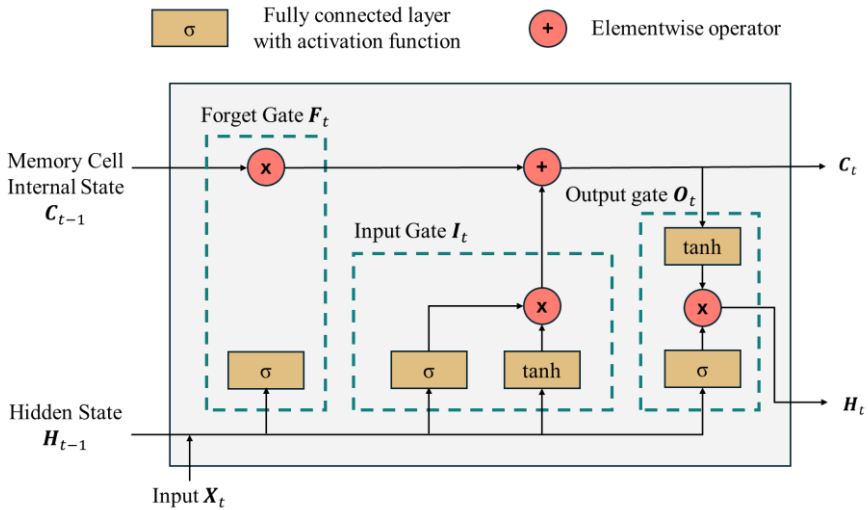 σ
Fully connected layer
with activation function
+
Elementwise operator
Forget Gate F_t
Memory Cell
Internal State
C_{t−1}
x
+
C_t
Output gate O_t
Input Gate I_t
tanh
x
x
σ
σ
tanh
σ
Hidden State
H_{t−1}
H_t
Input X_t